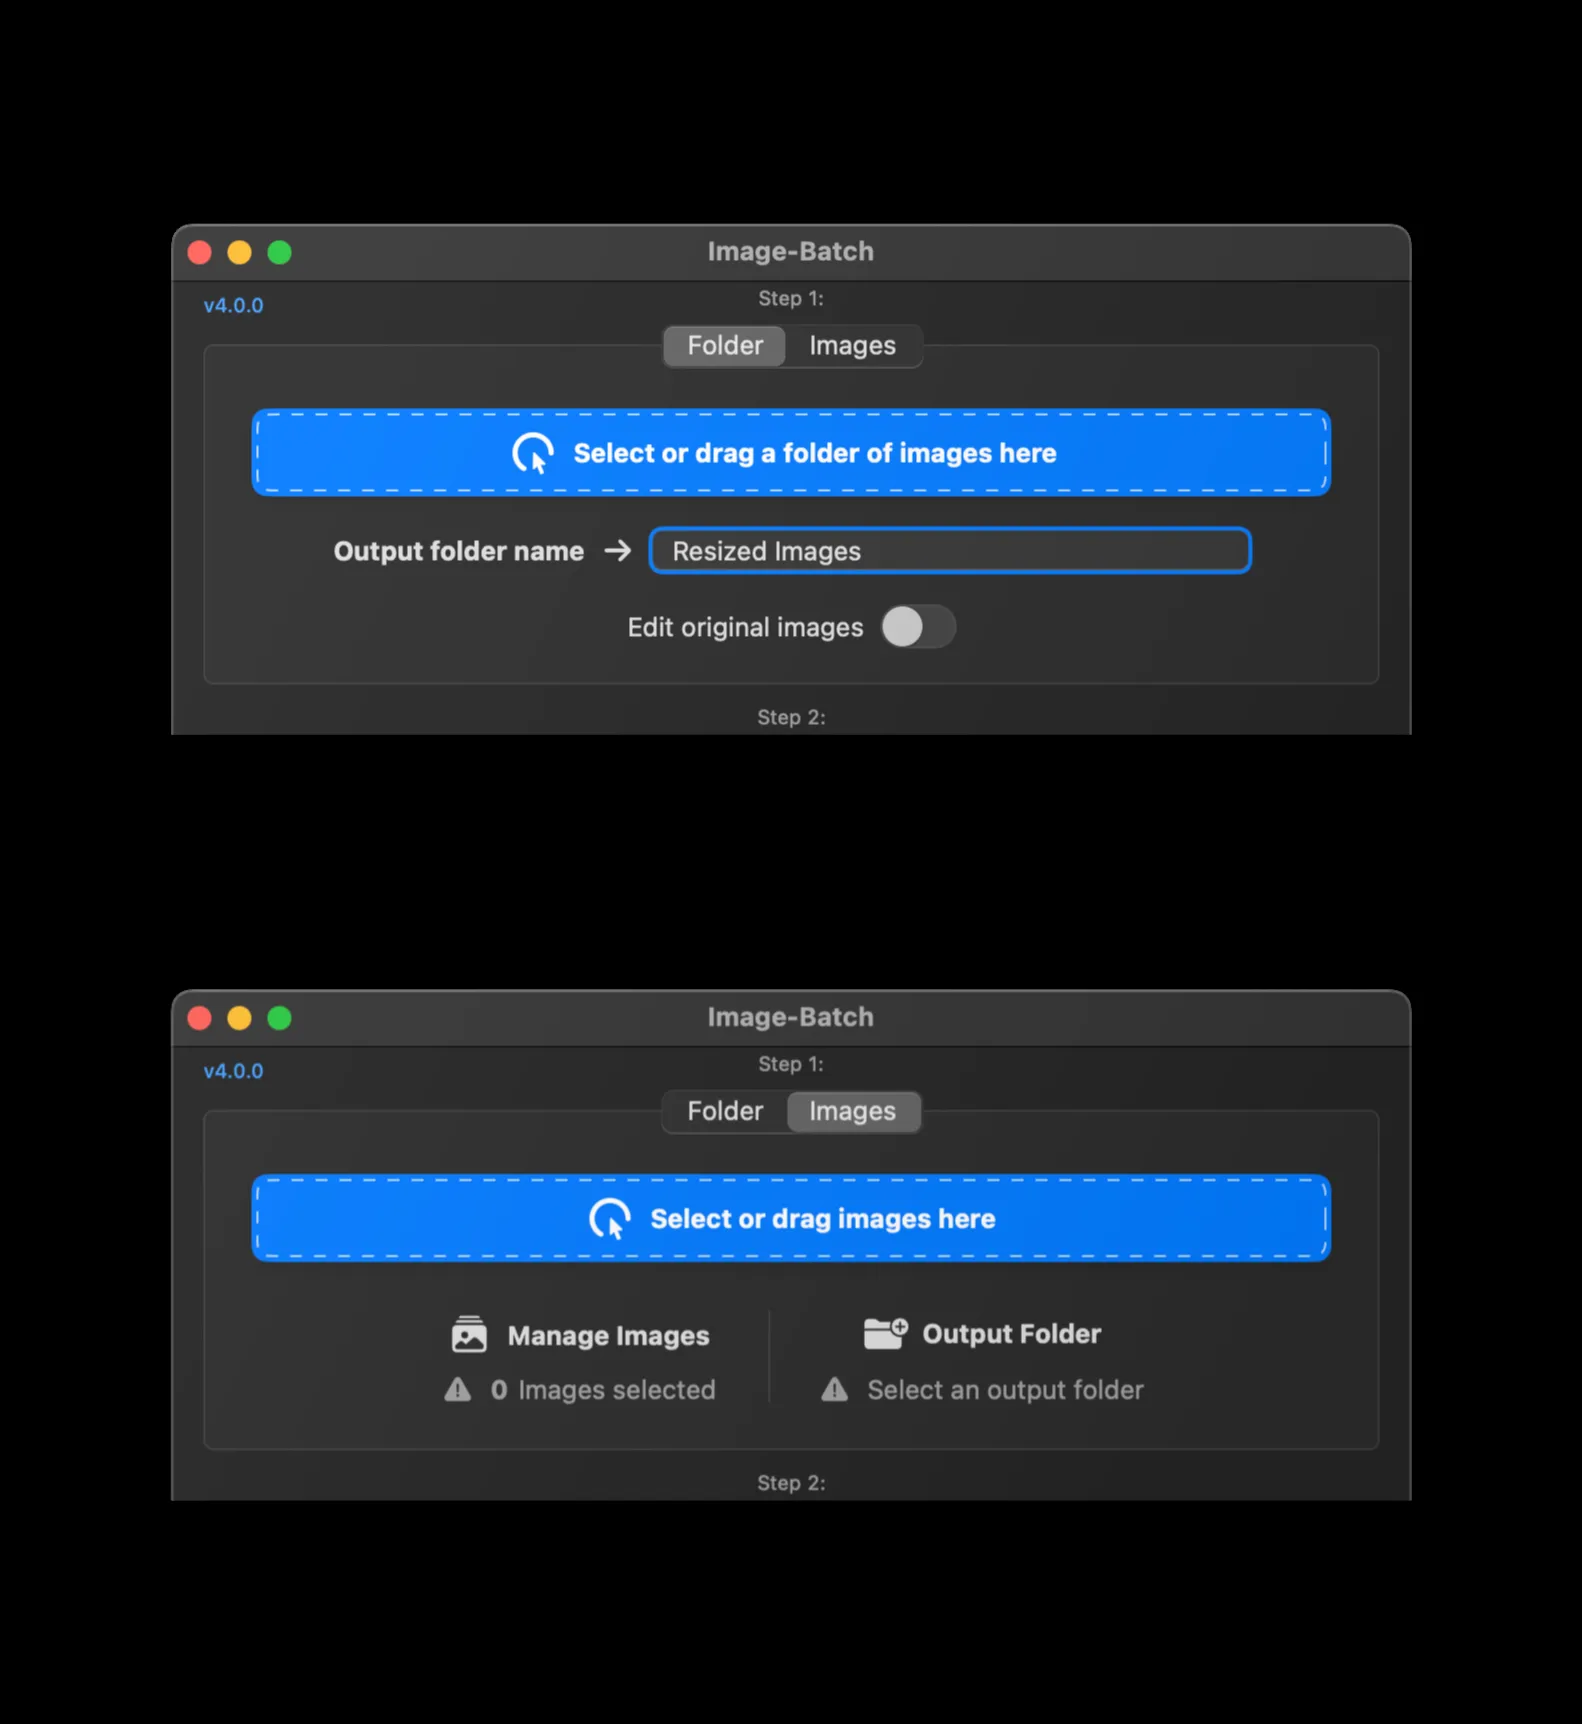 Image-Batch
v4.0.0
Step 1:
Folder Images
Select or drag a folder of images here
Output folder name → Resized Images
Edit original images
Step 2:
Image-Batch
v4.0.0
Step 1:
Folder Images
Select or drag images here
Manage Images
0 Images selected
Output Folder
Select an output folder
Step 2: